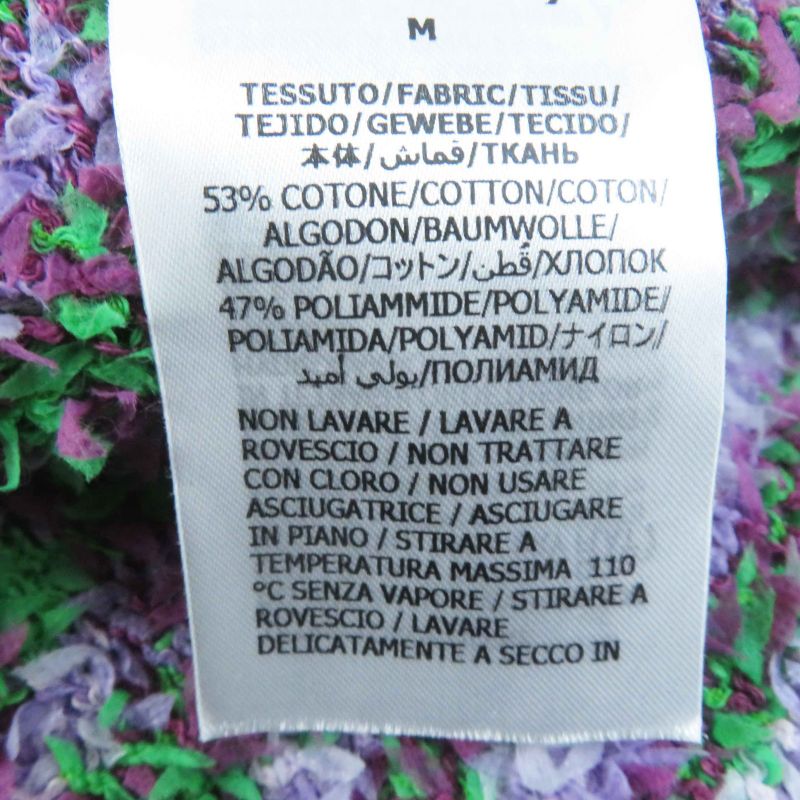 M
TESSUTO/FABRIC/TISSU/
TEJIDO/GEWEBE/TECIDO/
本体/قماش/ТКАНЬ
53% COTONE/COTTON/COTON/
ALGODON/BAUMWOLLE/
ALGODÃO/コットン/قُطن/ХЛОПОК
47% POLIAMMIDE/POLYAMIDE/
POLIAMIDA/POLYAMID/ナイロン/
بولي أميد/ПОЛИАМИД
NON LAVARE / LAVARE A
ROVESCIO / NON TRATTARE
CON CLORO / NON USARE
ASCIUGATRICE / ASCIUGARE
IN PIANO / STIRARE A
TEMPERATURA MASSIMA 110
°C SENZA VAPORE / STIRARE A
ROVESCIO / LAVARE
DELICATAMENTE A SECCO IN